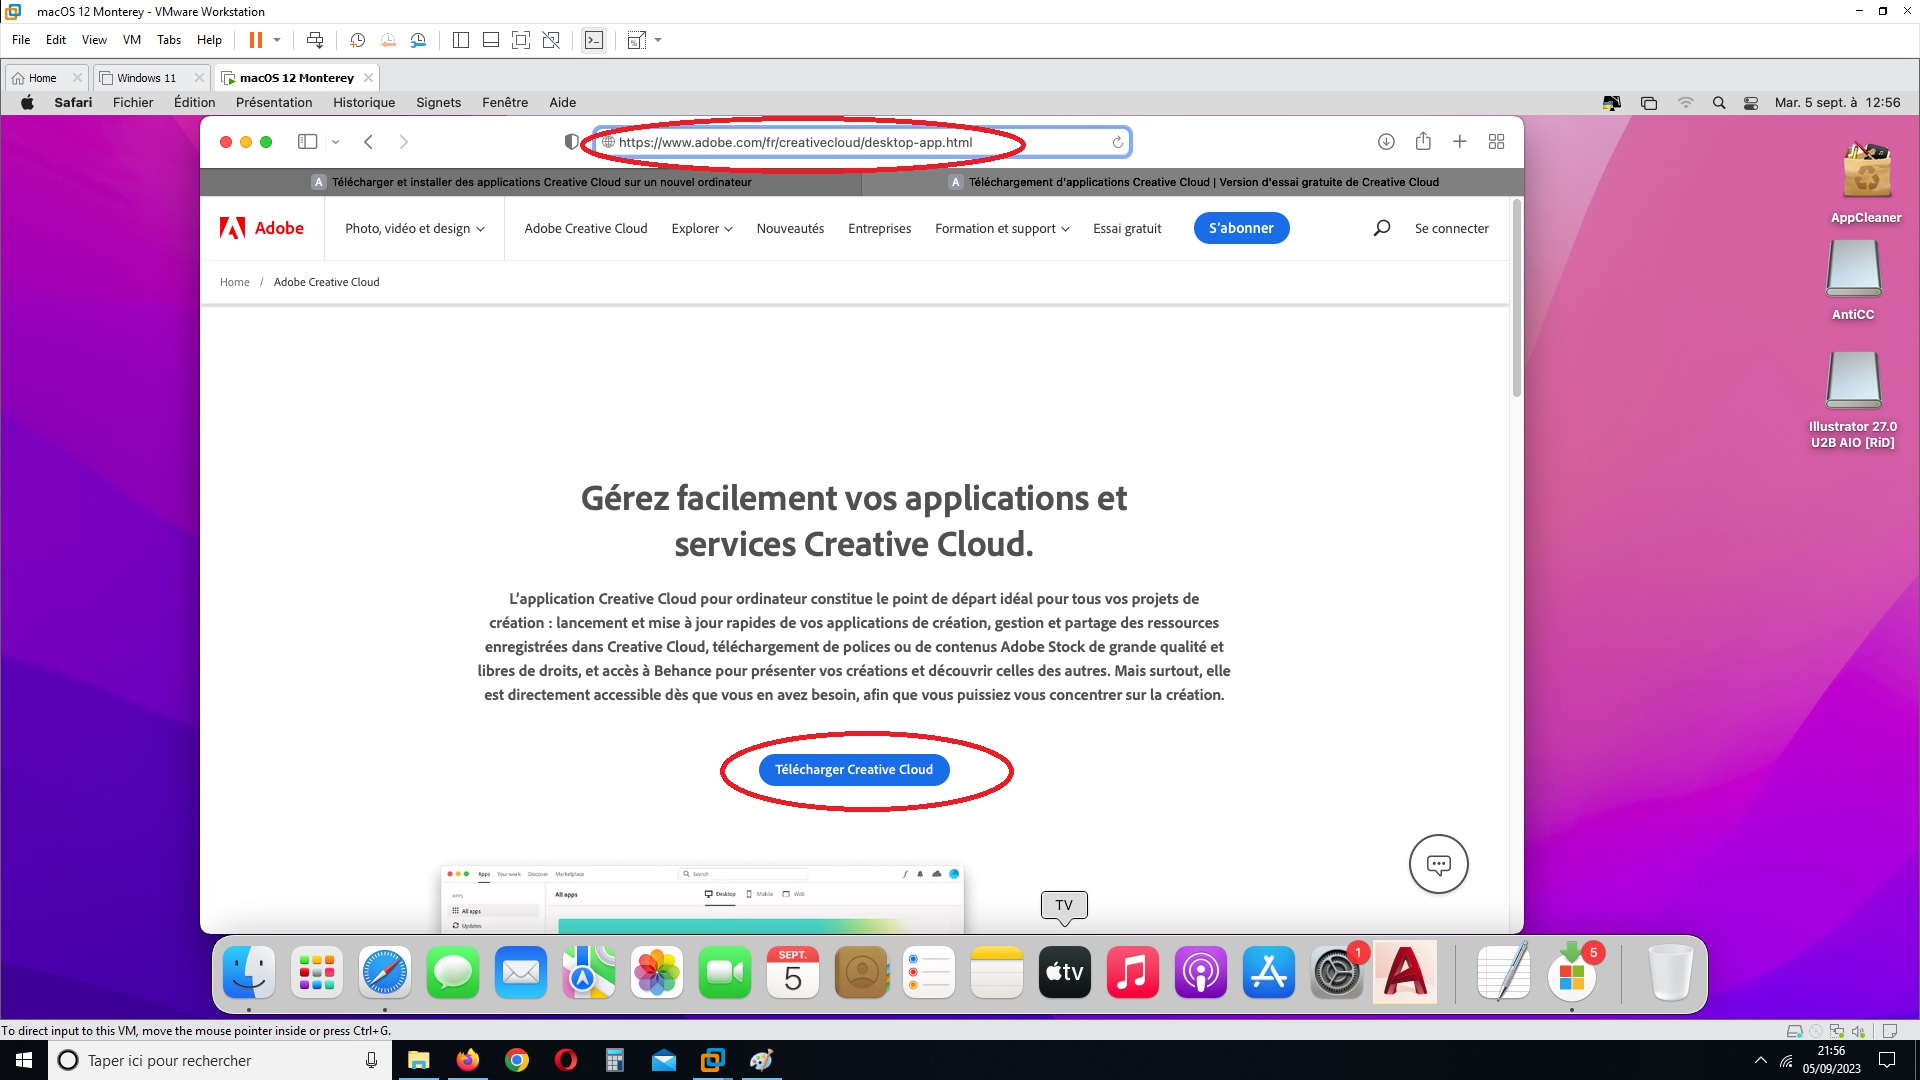 macOS 12 Monterey - VMware Workstation
File Edit View VM Tabs Help
Home Windows 11 macOS 12 Monterey
Safari Fichier Édition Présentation Historique Signets Fenêtre Aide Mar. 5 sept. à 12:56
https://www.adobe.com/fr/creativecloud/desktop-app.html
Télécharger et installer des applications Creative Cloud sur un nouvel ordinateur
Téléchargement d'applications Creative Cloud | Version d'essai gratuite de Creative Cloud
Adobe Photo, vidéo et design Adobe Creative Cloud Explorer Nouveautés Entreprises Formation et support Essai gratuit S'abonner Se connecter
Home / Adobe Creative Cloud
AppCleaner
AntiCC
Illustrator 27.0
U2B AIO [RiD]
Gérez facilement vos applications et
services Creative Cloud.
L'application Creative Cloud pour ordinateur constitue le point de départ idéal pour tous vos projets de
création : lancement et mise à jour rapides de vos applications de création, gestion et partage des ressources
enregistrées dans Creative Cloud, téléchargement de polices ou de contenus Adobe Stock de grande qualité et
libres de droits, et accès à Behance pour présenter vos créations et découvrir celles des autres. Mais surtout, elle
est directement accessible dès que vous en avez besoin, afin que vous puissiez vous concentrer sur la création.
Télécharger Creative Cloud
Apps Your work Discover Marketplace Search
APPS All apps Desktop Mobile Web
All apps
Updates
TV
SEPT.
5
tv
1
5
To direct input to this VM, move the mouse pointer inside or press Ctrl+G.
Taper ici pour rechercher
21:56
05/09/2023